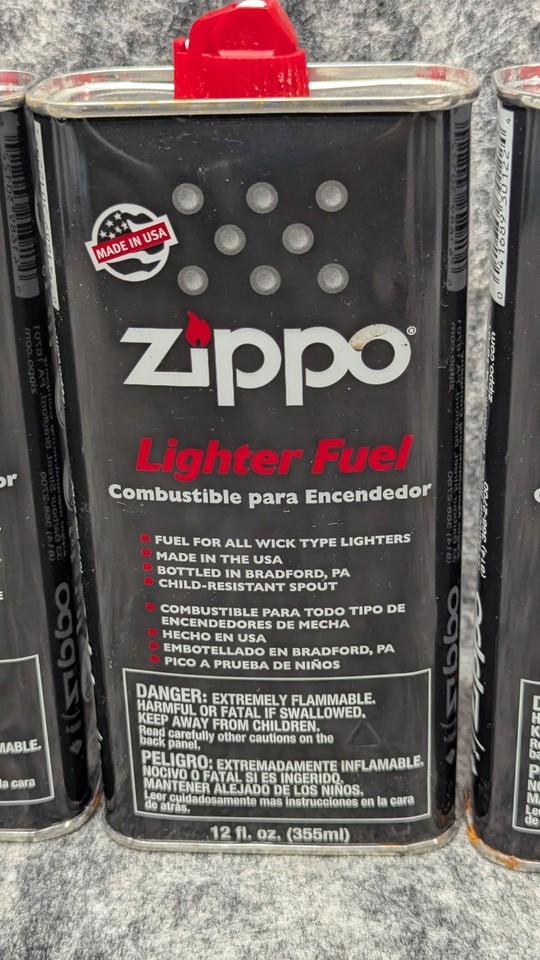 MADE IN USA
zippo®
Lighter Fuel
Combustible para Encendedor
FUEL FOR ALL WICK TYPE LIGHTERS
MADE IN THE USA
BOTTLED IN BRADFORD, PA
CHILD-RESISTANT SPOUT
COMBUSTIBLE PARA TODO TIPO DE
ENCENDEDORES DE MECHA
HECHO EN USA
EMBOTELLADO EN BRADFORD, PA
PICO A PRUEBA DE NIÑOS
DANGER: EXTREMELY FLAMMABLE.
HARMFUL OR FATAL IF SWALLOWED.
KEEP AWAY FROM CHILDREN.
Read carefully other cautions on the
back panel.
PELIGRO: EXTREMADAMENTE INFLAMABLE.
NOCIVO O FATAL SI ES INGERIDO.
MANTENER ALEJADO DE LOS NIÑOS.
Leer cuidadosamente mas instrucciones en la cara
de atrás.
12 fl. oz. (355ml)
la cara
zippo.com